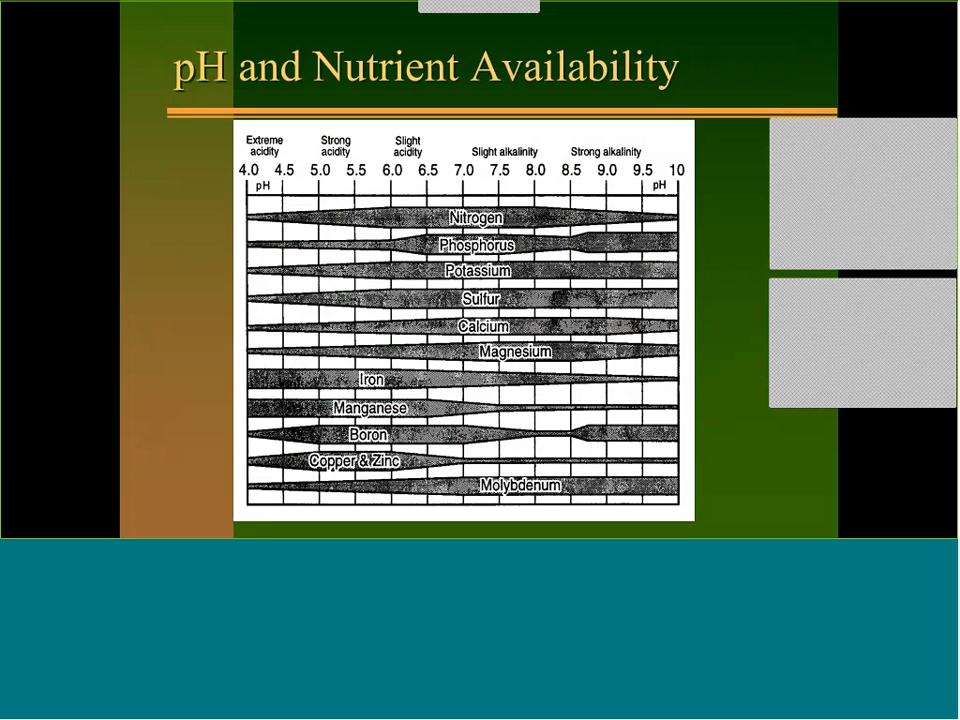 pH and Nutrient Availability
Extreme acidity
Strong acidity
Slight acidity
Slight alkalinity
Strong alkalinity
4.0 4.5 5.0 5.5 6.0 6.5 7.0 7.5 8.0 8.5 9.0 9.5 10
pH pH
Nitrogen
Phosphorus
Potassium
Sulfur
Calcium
Magnesium
Iron
Manganese
Boron
Copper & Zinc
Molybdenum